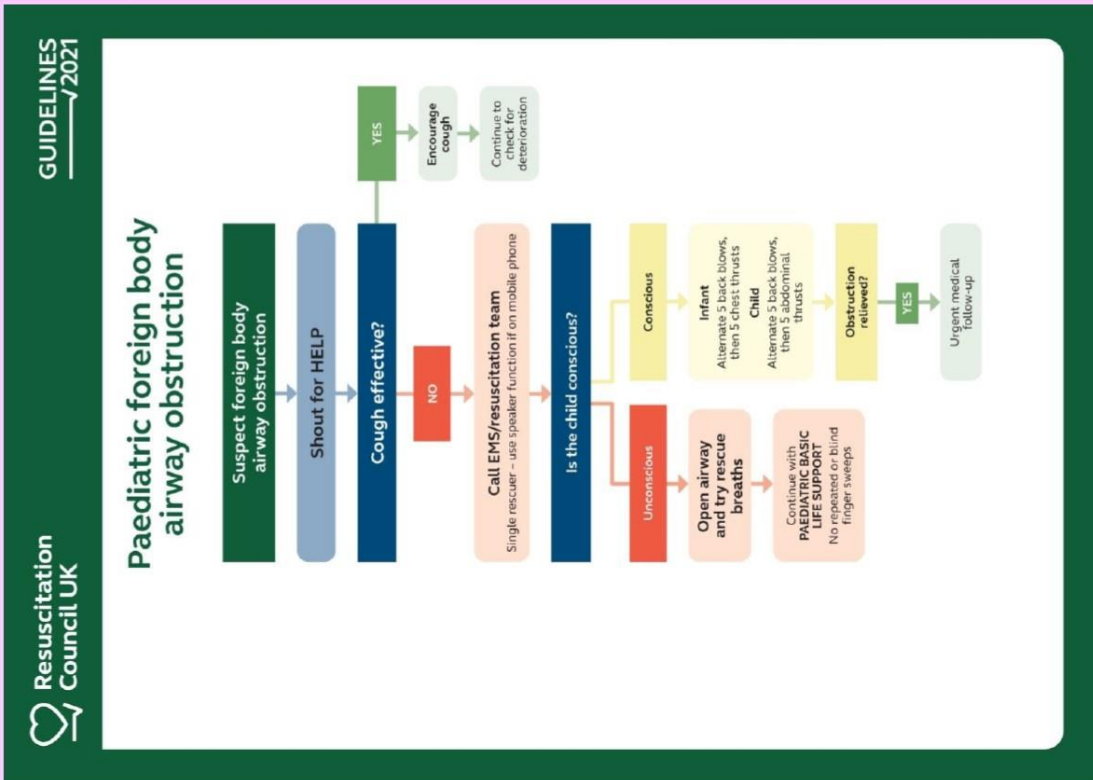 Resuscitation
Council UK
GUIDELINES
2021
Paediatric foreign body
airway obstruction
Suspect foreign body
airway obstruction
Shout for HELP
Cough effective?
YES
Encourage
cough
Continue to
check for
deterioration
NO
Call EMS/resuscitation team
Single rescuer – use speaker function if on mobile phone
Is the child conscious?
Unconscious
Open airway
and try rescue
breaths
Continue with
PAEDIATRIC BASIC
LIFE SUPPORT
No repeated or blind
finger sweeps
Conscious
Infant
Alternate 5 back blows,
then 5 chest thrusts
Child
Alternate 5 back blows,
then 5 abdominal
thrusts
Obstruction
relieved?
YES
Urgent medical
follow-up